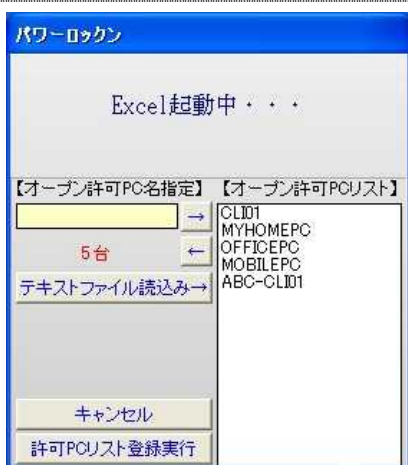 パワーロックン
Excel起動中・・・
【オープン許可PC名指定】
【オープン許可PCリスト】
→
5台
←
テキストファイル読込み→
CLI01
MYHOMEPC
OFFICEPC
MOBILEPC
ABC-CLI01
キャンセル
許可PCリスト登録実行